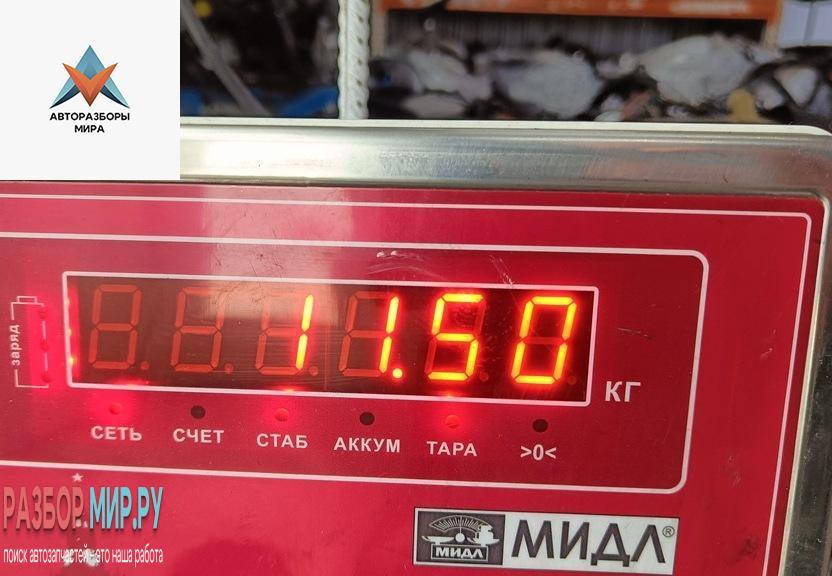 АВТОРАЗБОРЫ
МИРА
заряд
11.50
КГ
СЕТЬ СЧЕТ СТАБ АККУМ ТАРА >0<
РАЗБОР.МИР.РУ
поиск автозапчастей - это наша работа
МИДЛ МИДЛ®